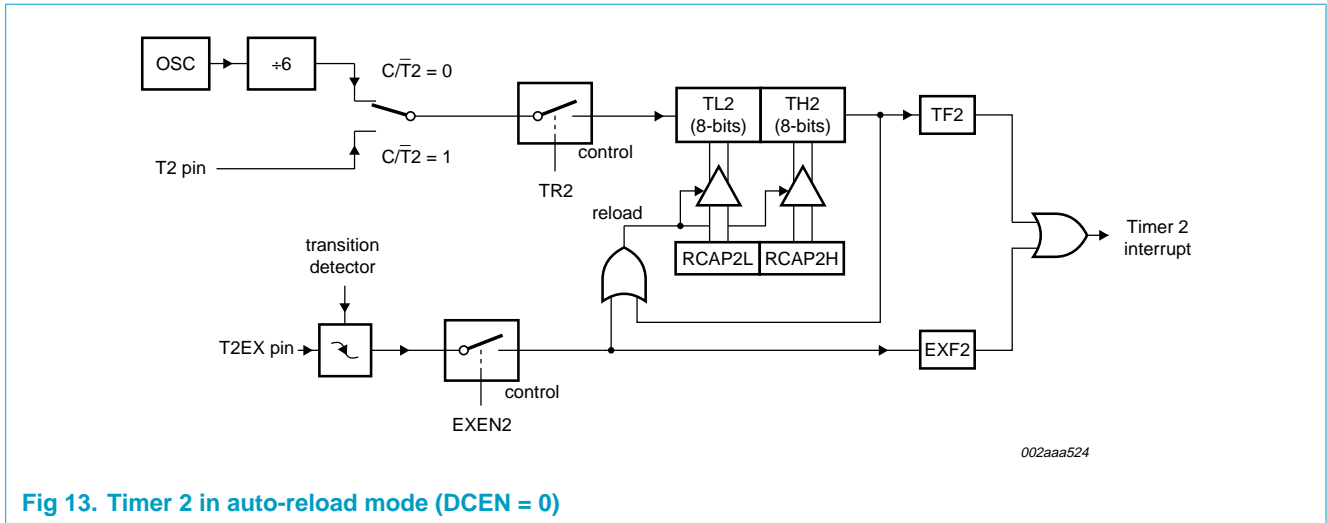 OSC
÷6
C/T̅2 = 0
C/T̅2 = 1
T2 pin
control
TR2
TL2
(8-bits)
TH2
(8-bits)
TF2
reload
RCAP2L
RCAP2H
Timer 2
interrupt
transition
detector
T2EX pin
control
EXEN2
EXF2
002aaa524
Fig 13. Timer 2 in auto-reload mode (DCEN = 0)